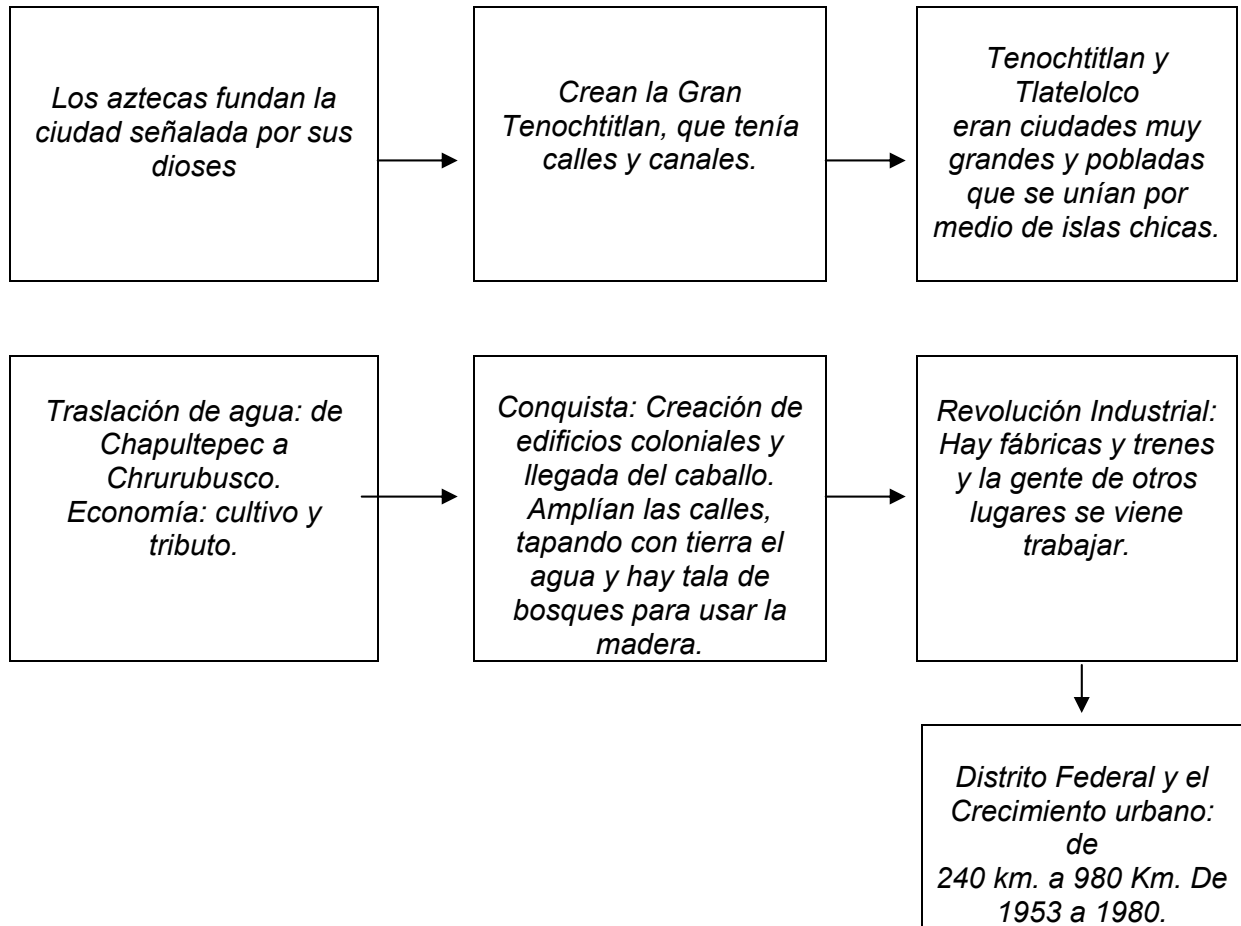 Los aztecas fundan la
ciudad señalada por sus
dioses
Crean la Gran
Tenochtitlan, que tenía
calles y canales.
Tenochtitlan y
Tlatelolco
eran ciudades muy
grandes y pobladas
que se unían por
medio de islas chicas.
Traslación de agua: de
Chapultepec a
Chrurubusco.
Economía: cultivo y
tributo.
Conquista: Creación de
edificios coloniales y
llegada del caballo.
Amplían las calles,
tapando con tierra el
agua y hay tala de
bosques para usar la
madera.
Revolución Industrial:
Hay fábricas y trenes
y la gente de otros
lugares se viene
trabajar.
Distrito Federal y el
Crecimiento urbano:
de
240 km. a 980 Km. De
1953 a 1980.